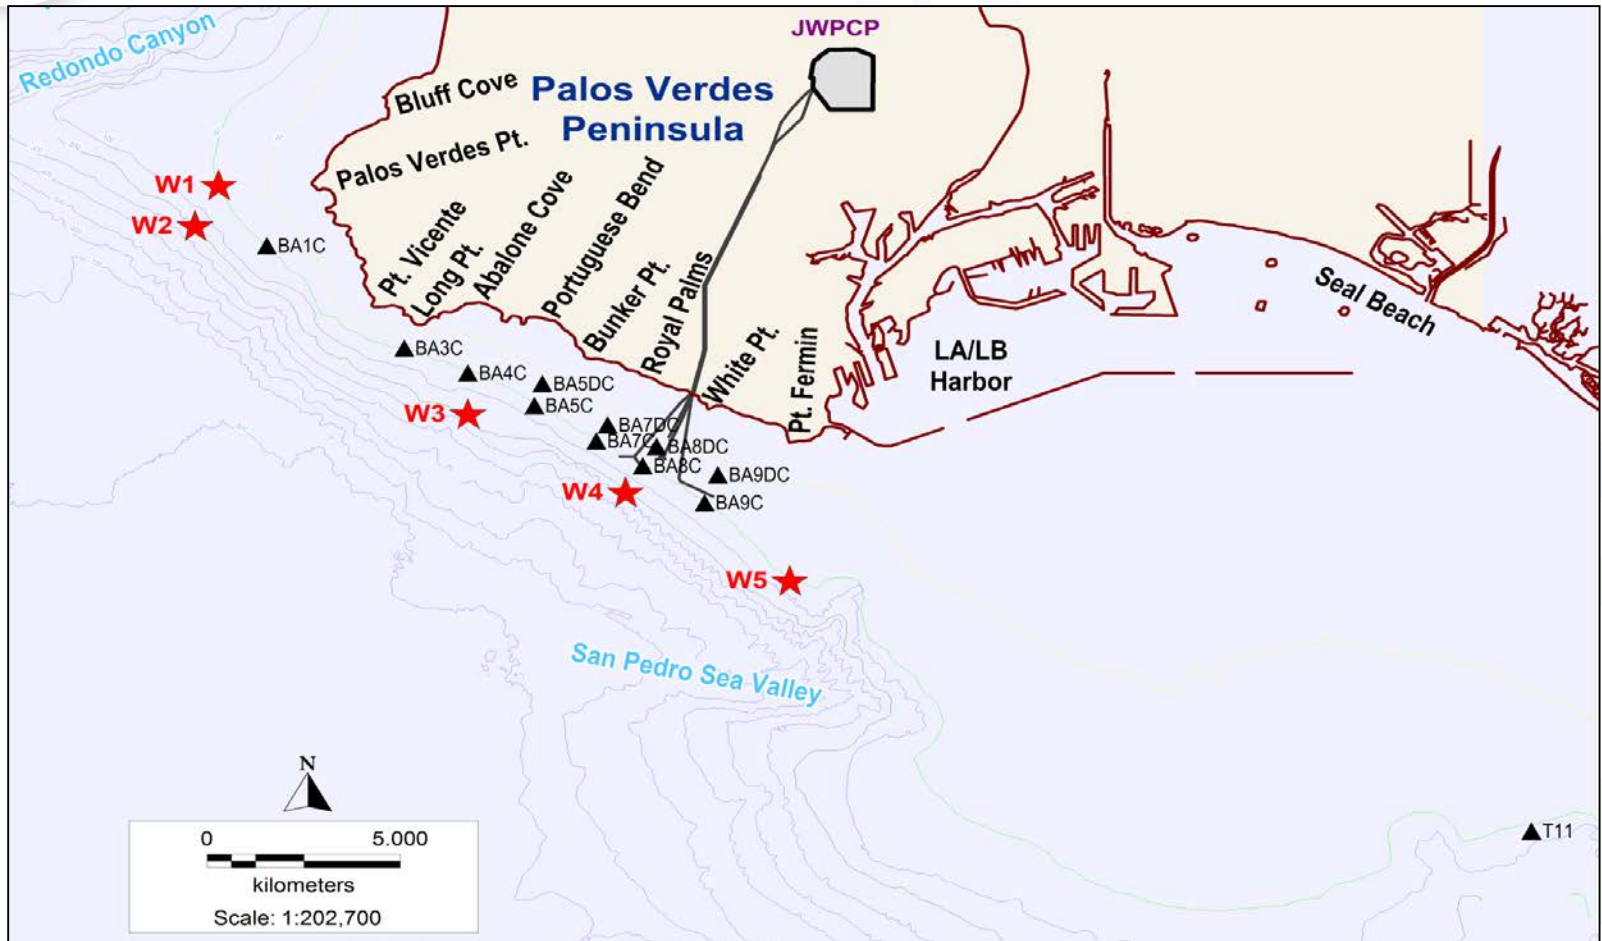 JWPCP
Redondo Canyon
Bluff Cove
Palos Verdes
Peninsula
Palos Verdes Pt.
W1
W2
BA1C
Pt. Vicente
Long Pt.
Abalone Cove
Portuguese Bend
Bunker Pt.
Royal Palms
White Pt.
Pt. Fermin
LA/LB
Harbor
Seal Beach
BA3C
BA4C
BA5DC
BA5C
W3
BA7DC
BA7C
BA8DC
BA8C
BA9DC
BA9C
W4
W5
San Pedro Sea Valley
T11
N
0 5.000
kilometers
Scale: 1:202,700